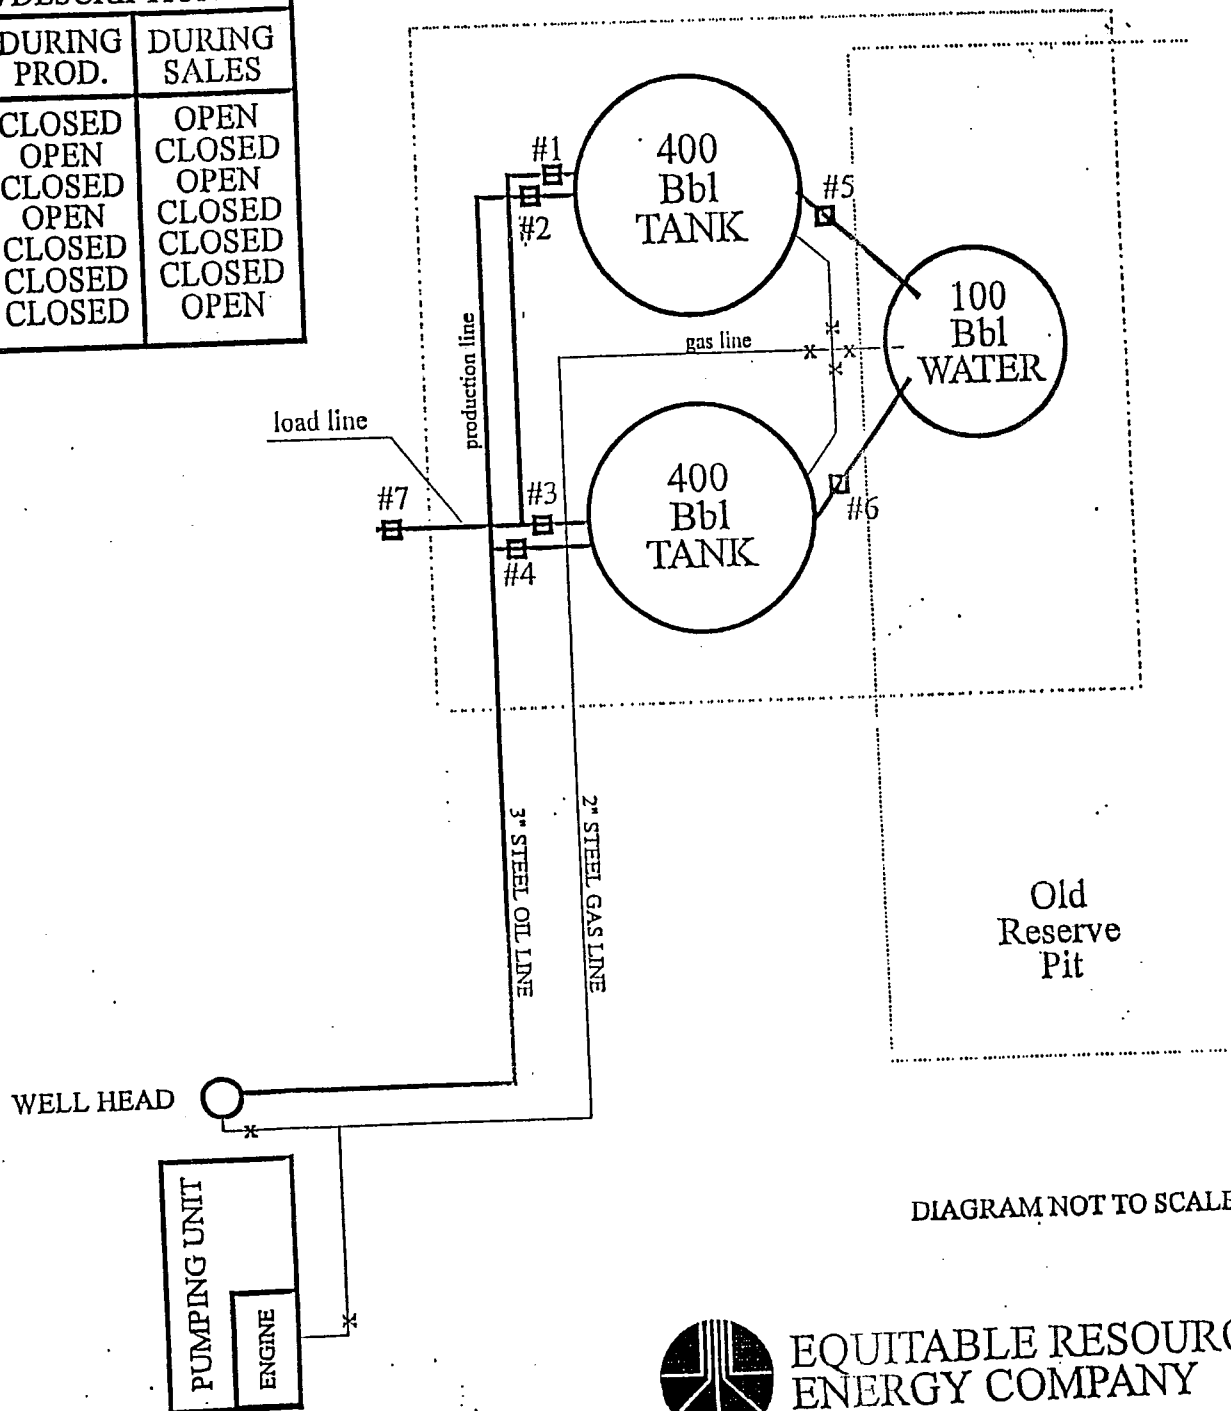 DURING DURING
PROD. SALES
CLOSED OPEN
OPEN CLOSED
CLOSED OPEN
OPEN CLOSED
CLOSED CLOSED
CLOSED CLOSED
CLOSED OPEN
#1
400
Bbl
TANK
#2
#5
100
Bbl
WATER
gas line
production line
load line
#7
#3
400
Bbl
TANK
#4
#6
3" STEEL OIL LINE
2" STEEL GAS LINE
Old
Reserve
Pit
WELL HEAD
PUMPING UNIT
ENGINE
DIAGRAM NOT TO SCALE
EQUITABLE RESOURC
ENERGY COMPANY